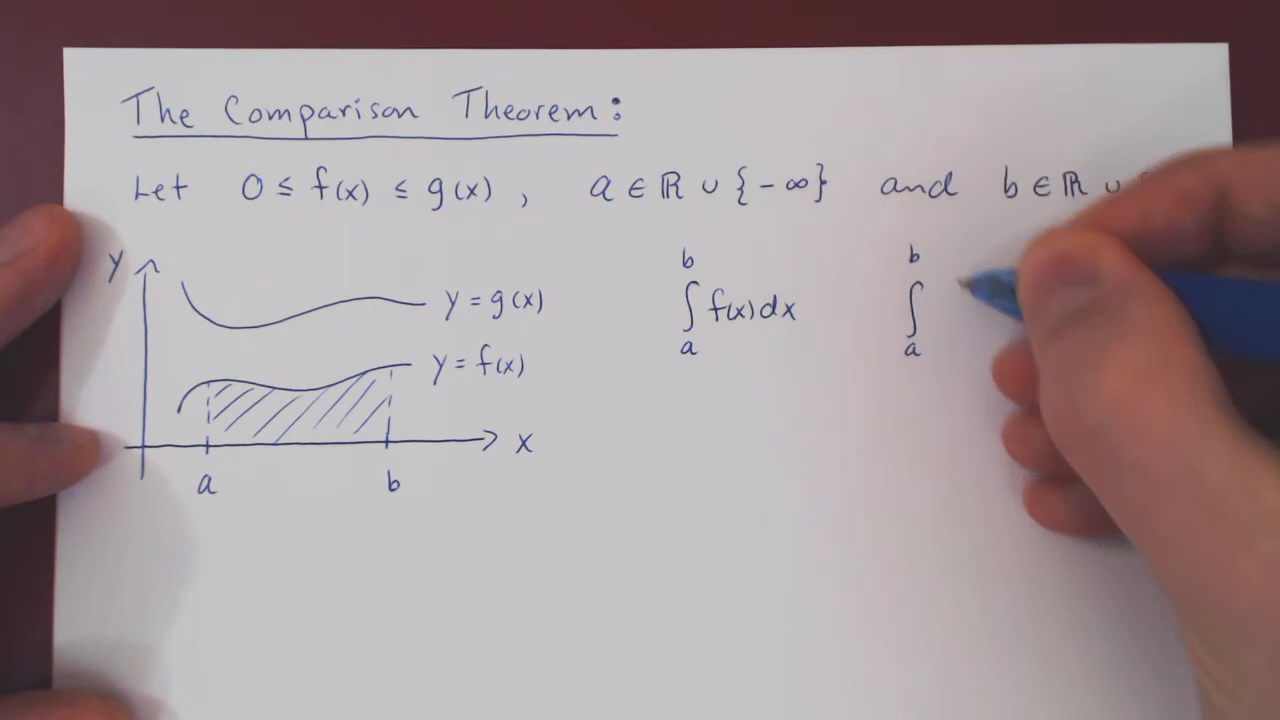 The Comparison Theorem:
Let 0 ≤ f(x) ≤ g(x) , a ∈ ℝ ∪ {-∞} and b ∈ ℝ ∪
y
y = g(x)
y = f(x)
x
a b
b
∫ f(x)dx
a
b
∫
a